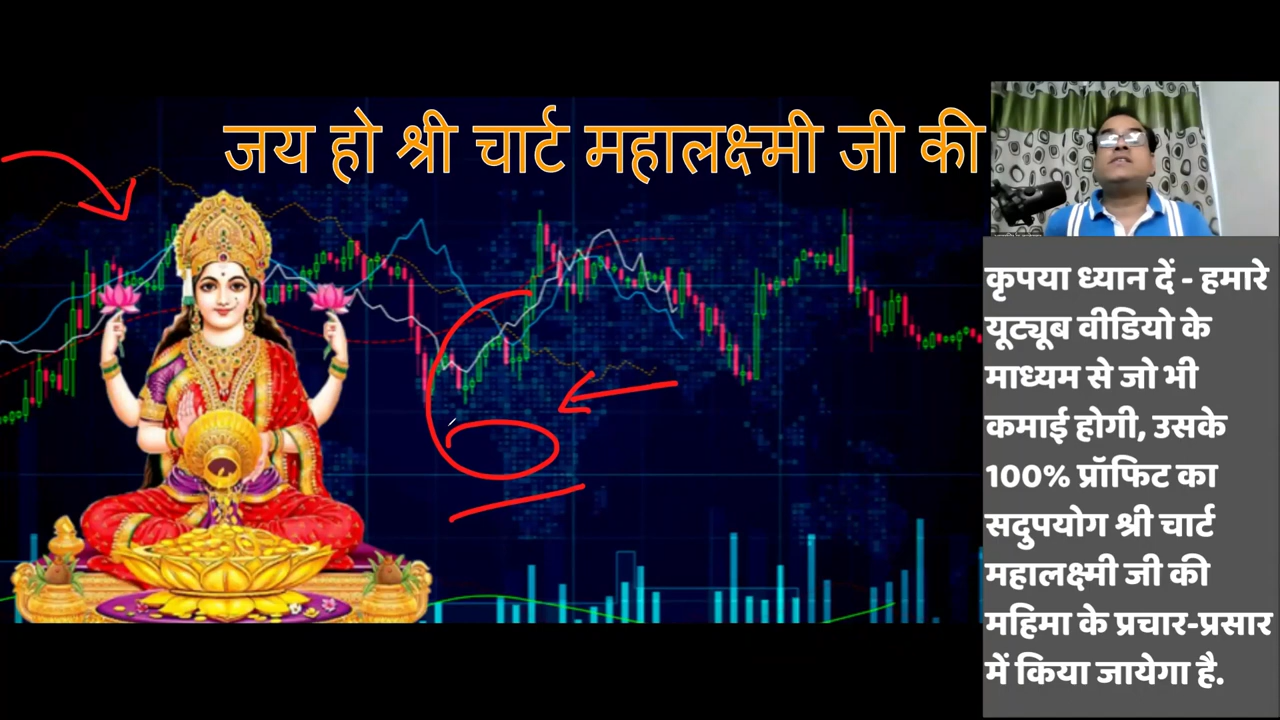 जय हो श्री चार्ट महालक्ष्मी जी की
कृपया ध्यान दें - हमारे
यूट्यूब वीडियो के
माध्यम से जो भी
कमाई होगी, उसके
100% प्रॉफिट का
सदुपयोग श्री चार्ट
महालक्ष्मी जी की
महिमा के प्रचार-प्रसार
में किया जायेगा है.